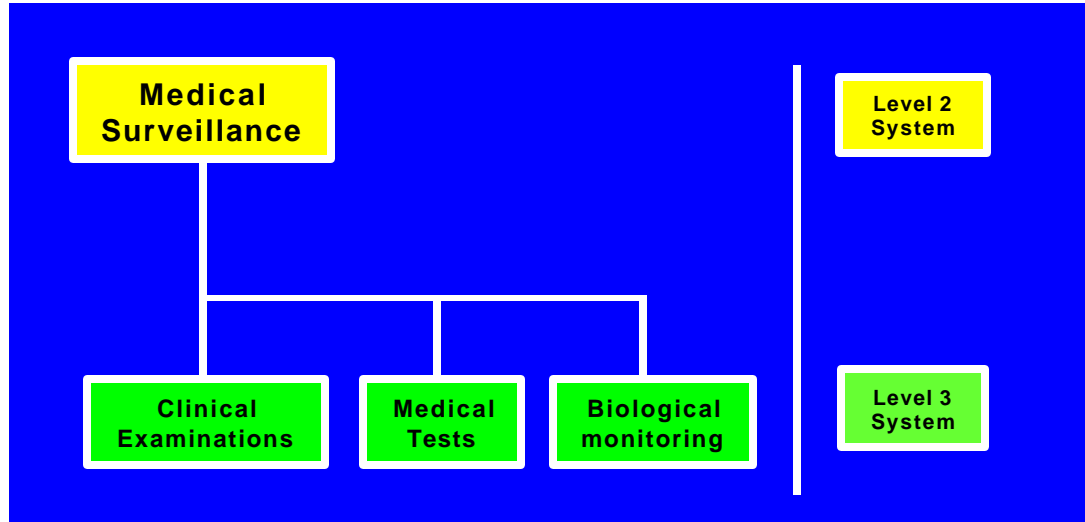 Medical
Surveillance
Level 2
System
Clinical
Examinations
Medical
Tests
Biological
monitoring
Level 3
System